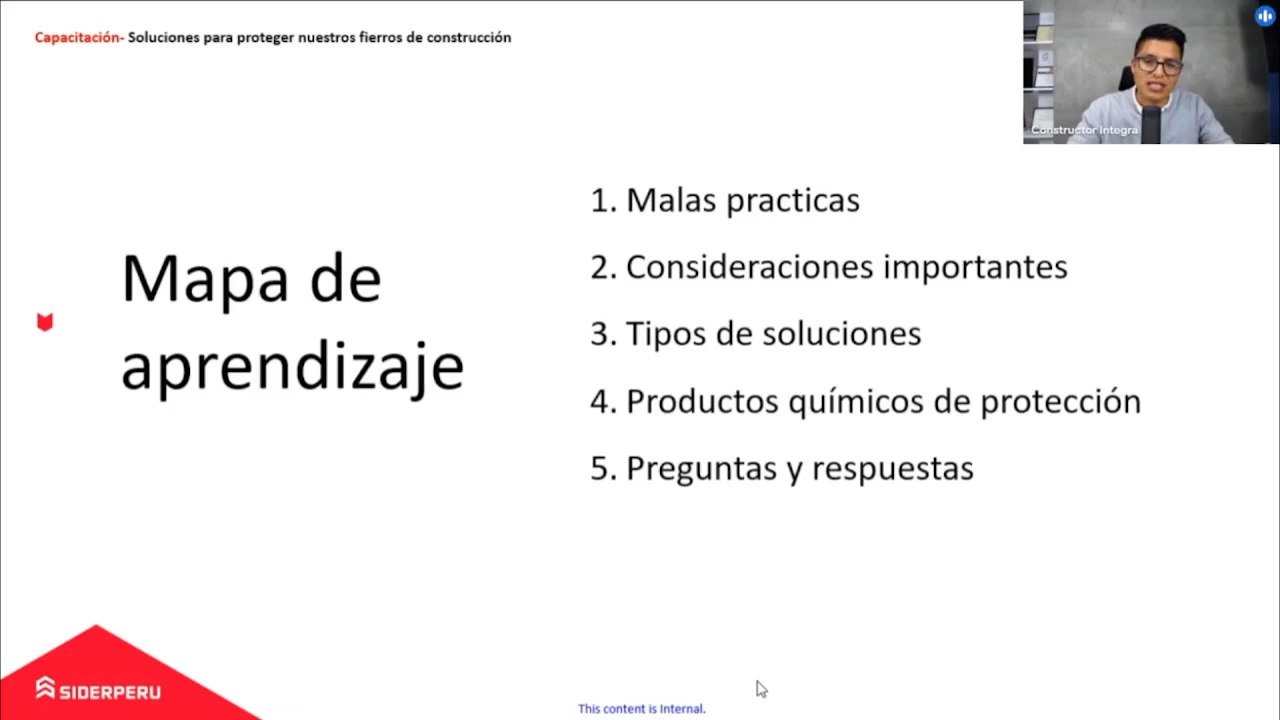 Capacitación- Soluciones para proteger nuestros fierros de construcción
Constructor Integra
Mapa de
aprendizaje
1. Malas practicas
2. Consideraciones importantes
3. Tipos de soluciones
4. Productos químicos de protección
5. Preguntas y respuestas
SIDERPERU
This content is Internal.